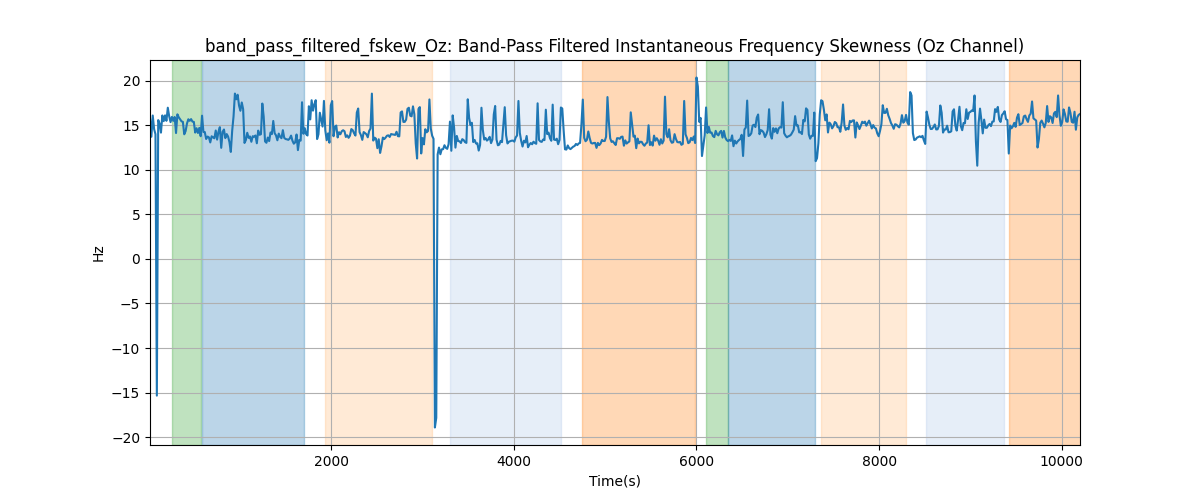 band_pass_filtered_fskew_Oz: Band-Pass Filtered Instantaneous Frequency Skewness (Oz Channel)
20
15
10
5
0
−5
−10
−15
−20
Hz
2000 4000 6000 8000 10000
Time(s)